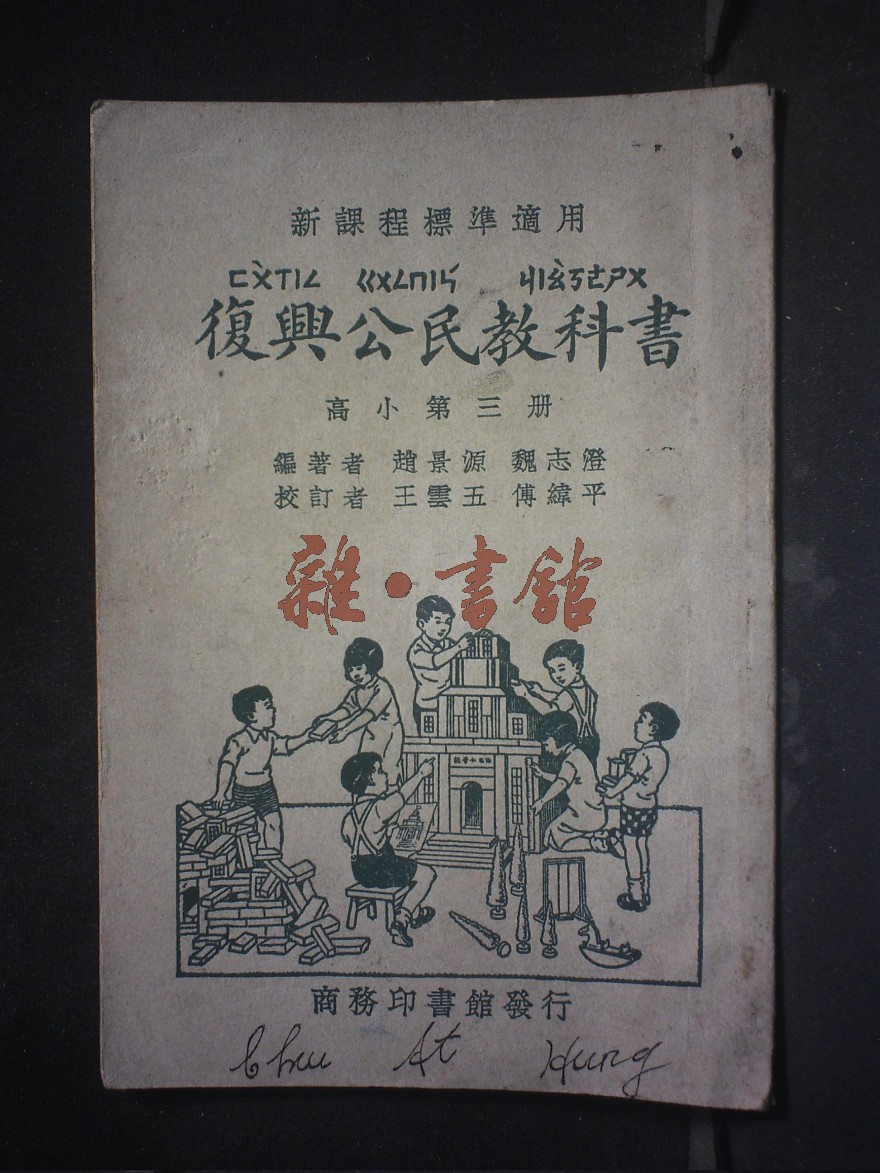 新課程標準適用
ㄈㄨˋㄒㄧㄥ ㄍㄨㄥㄇㄧㄣˊ ㄐㄧㄠˋㄎㄜㄕㄨ
復興公民教科書
高小第三册
編著者 趙景源 魏志澄
校訂者 王雲五 傅緯平
雜·書館
商務印書館發行
Chu At Hung